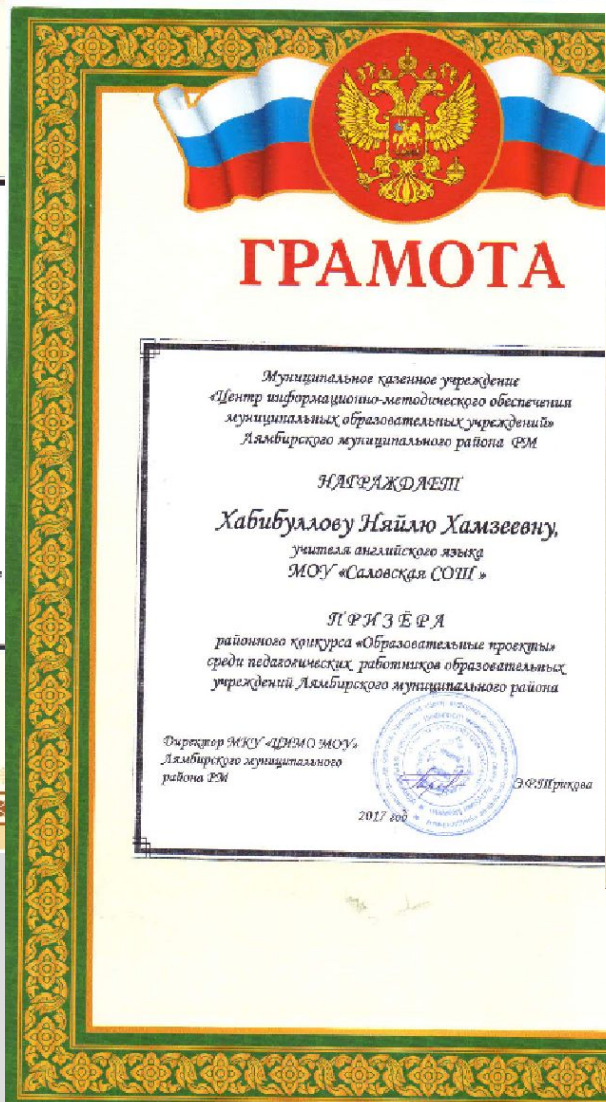 ГРАМОТА
Муниципальное казенное учреждение
«Центр информационно-методического обеспечения
муниципальных образовательных учреждений»
Лямбирского муниципального района РМ
НАГРАЖДАЕТ
Хабибуллову Няйлю Хамзеевну,
учителя английского языка
МОУ «Саловская СОШ »
ПРИЗЁРА
районного конкурса «Образовательные проекты»
среди педагогических работников образовательных
учреждений Лямбирского муниципального района
Директор МКУ «ЦИМО МОУ»
Лямбирского муниципального
района РМ
Э.Р.Трикова
2017 год